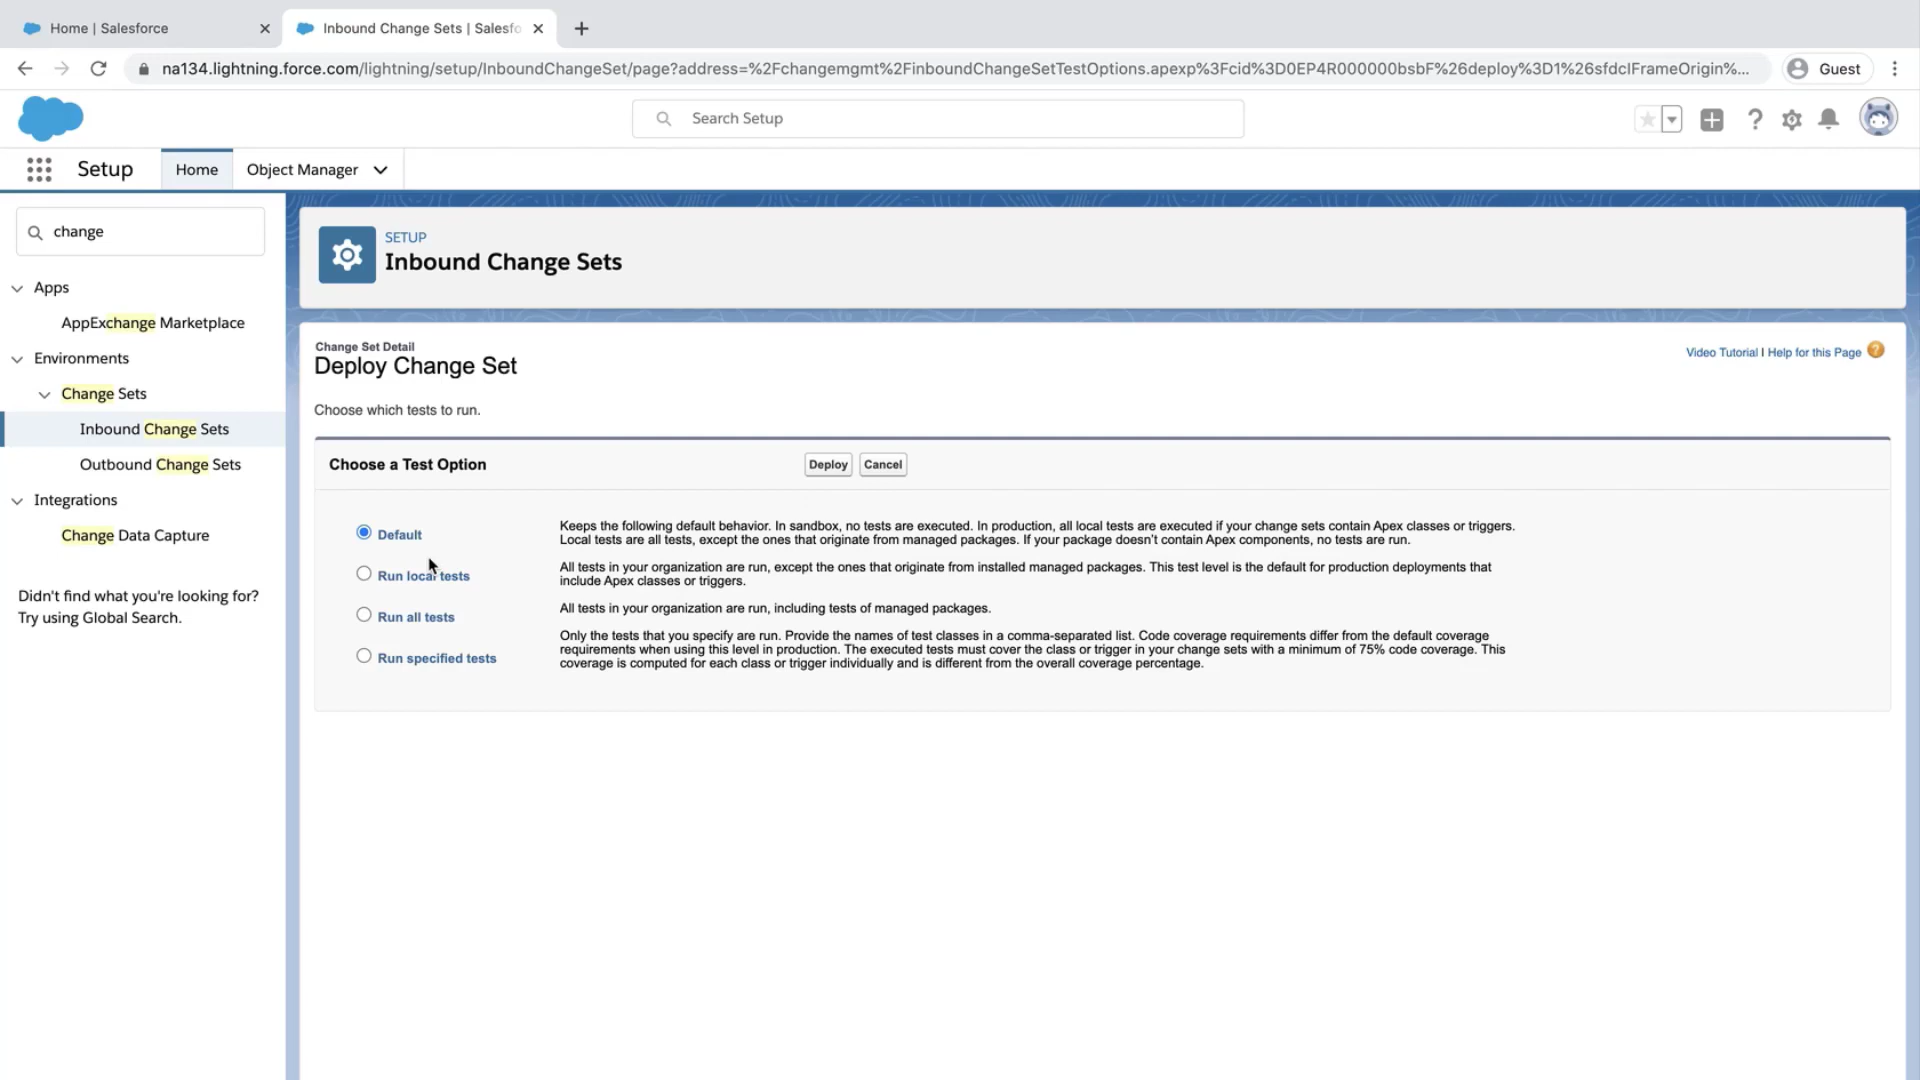 Home | Salesforce
Inbound Change Sets | Salesfo
na134.lightning.force.com/lightning/setup/InboundChangeSet/page?address=%2Fchangemgmt%2FinboundChangeSetTestOptions.apexp%3Fcid%3D0EP4R000000bsbF%26deploy%3D1%26sfdcIFrameOrigin%...
Guest
Search Setup
Setup
Home
Object Manager
change
Apps
AppExchange Marketplace
Environments
Change Sets
Inbound Change Sets
Outbound Change Sets
Integrations
Change Data Capture
Didn't find what you're looking for?
Try using Global Search.
SETUP
Inbound Change Sets
Change Set Detail
Deploy Change Set
Video Tutorial | Help for this Page ?
Choose which tests to run.
Choose a Test Option
Deploy
Cancel
Default
Keeps the following default behavior. In sandbox, no tests are executed. In production, all local tests are executed if your change sets contain Apex classes or triggers.
Local tests are all tests, except the ones that originate from managed packages. If your package doesn't contain Apex components, no tests are run.
Run local tests
All tests in your organization are run, except the ones that originate from installed managed packages. This test level is the default for production deployments that
include Apex classes or triggers.
Run all tests
All tests in your organization are run, including tests of managed packages.
Run specified tests
Only the tests that you specify are run. Provide the names of test classes in a comma-separated list. Code coverage requirements differ from the default coverage
requirements when using this level in production. The executed tests must cover the class or trigger in your change sets with a minimum of 75% code coverage. This
coverage is computed for each class or trigger individually and is different from the overall coverage percentage.